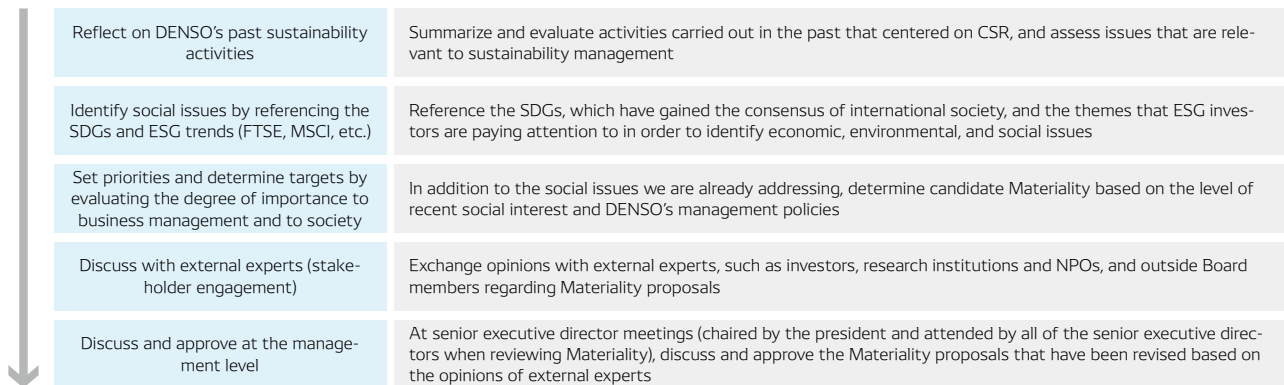 Reflect on DENSO's past sustainability
activities
Summarize and evaluate activities carried out in the past that centered on CSR, and assess issues that are rele-
vant to sustainability management
Identify social issues by referencing the
SDGs and ESG trends (FTSE, MSCI, etc.)
Reference the SDGs, which have gained the consensus of international society, and the themes that ESG inves-
tors are paying attention to in order to identify economic, environmental, and social issues
Set priorities and determine targets by
evaluating the degree of importance to
business management and to society
In addition to the social issues we are already addressing, determine candidate Materiality based on the level of
recent social interest and DENSO's management policies
Discuss with external experts (stake-
holder engagement)
Exchange opinions with external experts, such as investors, research institutions and NPOs, and outside Board
members regarding Materiality proposals
Discuss and approve at the manage-
ment level
At senior executive director meetings (chaired by the president and attended by all of the senior executive direc-
tors when reviewing Materiality), discuss and approve the Materiality proposals that have been revised based on
the opinions of external experts